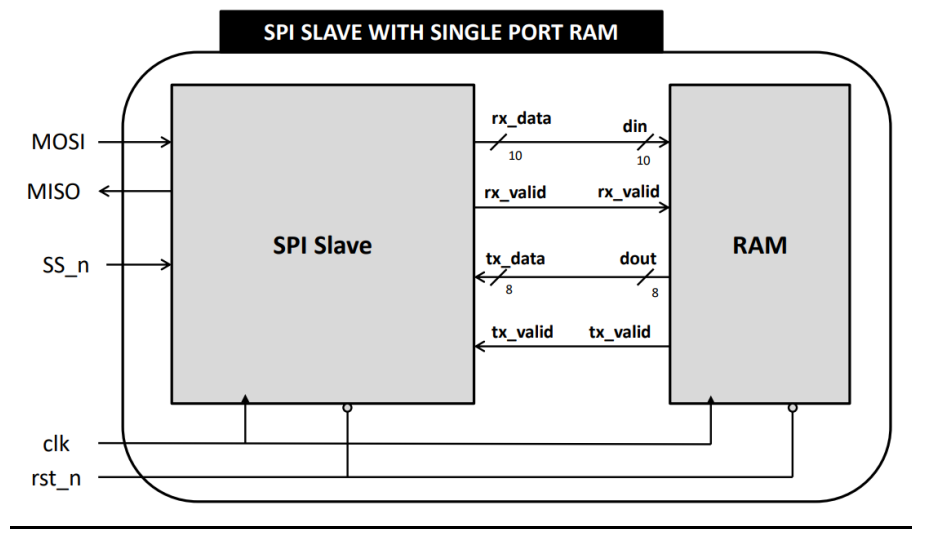 SPI SLAVE WITH SINGLE PORT RAM
rx_data din
MOSI
10 10
MISO rx_valid rx_valid
SPI Slave RAM
SS_n tx_data dout
8 8
tx_valid tx_valid
clk
rst_n